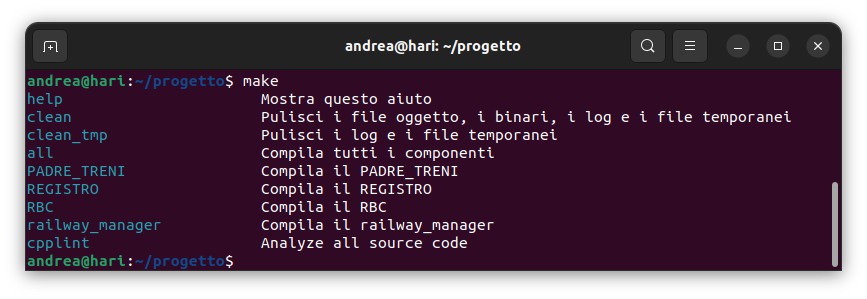 andrea@hari: ~/progetto
andrea@hari:~/progetto$ make
help Mostra questo aiuto
clean Pulisci i file oggetto, i binari, i log e i file temporanei
clean_tmp Pulisci i log e i file temporanei
all Compila tutti i componenti
PADRE_TRENI Compila il PADRE_TRENI
REGISTRO Compila il REGISTRO
RBC Compila il RBC
railway_manager Compila il railway_manager
cpplint Analyze all source code
andrea@hari:~/progetto$